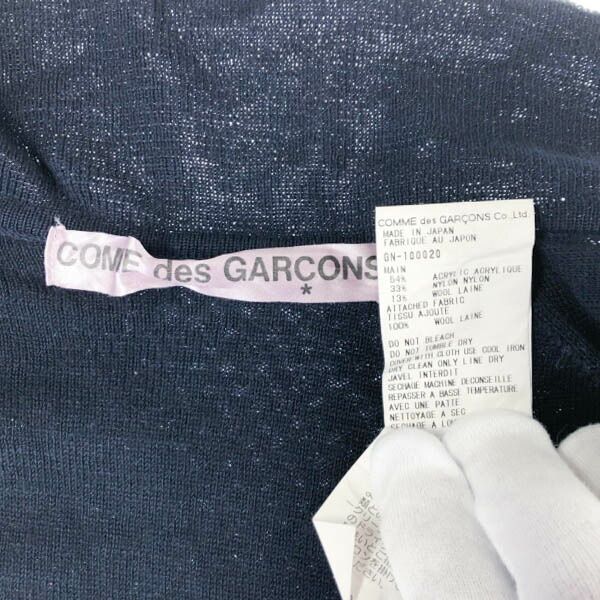 COME des GARÇONS
*
COMME des GARÇONS Co.,Ltd.
MADE IN JAPAN
FABRIQUE AU JAPON
GN-100020
MAIN
54% ACRYLIC ACRYLIQUE
33% NYLON NYLON
13% WOOL LAINE
ATTACHED FABRIC
TISSU AJOUTE
100% WOOL LAINE
DO NOT BLEACH
DO NOT TUMBLE DRY
COVER WITH CLOTH USE COOL IRON
DRY CLEAN ONLY LINE DRY
JAVEL INTERDIT
SECHAGE MACHINE DECONSEILLE
REPASSER A BASSE TEMPERATURE
AVEC UNE PATTE
NETTOYAGE A SEC
SECHAGE A